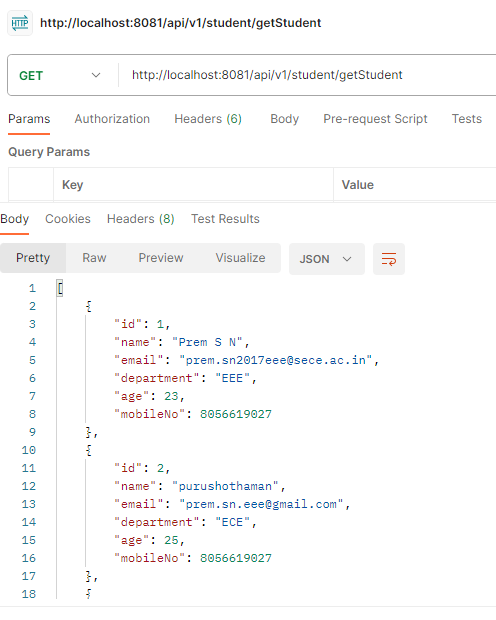 HTTP http://localhost:8081/api/v1/student/getStudent
GET http://localhost:8081/api/v1/student/getStudent
Params Authorization Headers (6) Body Pre-request Script Tests
Query Params
Key Value
Body Cookies Headers (8) Test Results
Pretty Raw Preview Visualize JSON
1 [
2 {
3 "id": 1,
4 "name": "Prem S N",
5 "email": "prem.sn2017eee@sece.ac.in",
6 "department": "EEE",
7 "age": 23,
8 "mobileNo": 8056619027
9 },
10 {
11 "id": 2,
12 "name": "purushothaman",
13 "email": "prem.sn.eee@gmail.com",
14 "department": "ECE",
15 "age": 25,
16 "mobileNo": 8056619027
17 },
18 {